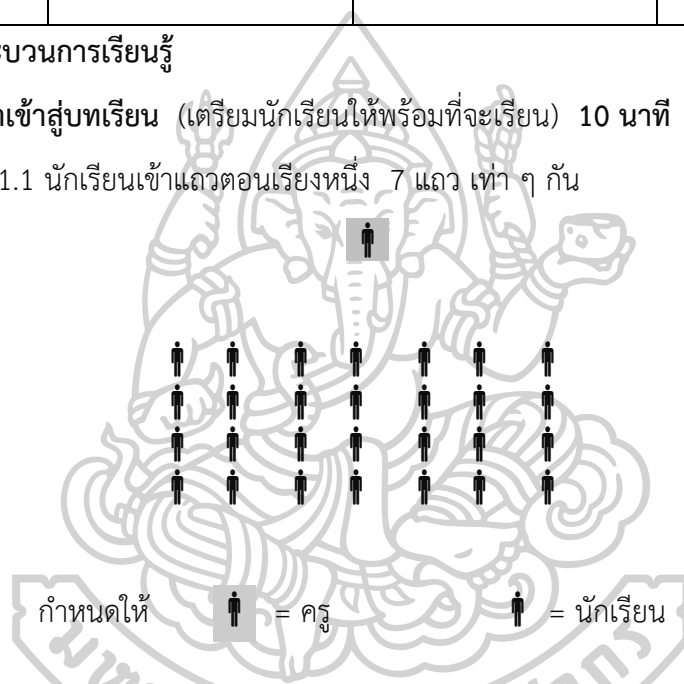 ะบวนการเรียนรู้
าเข้าสู่บทเรียน (เตรียมนักเรียนให้พร้อมที่จะเรียน) 10 นาที
1.1 นักเรียนเข้าแถวตอนเรียงหนึ่ง 7 แถว เท่า ๆ กัน
กำหนดให้ = ครู = นักเรียน